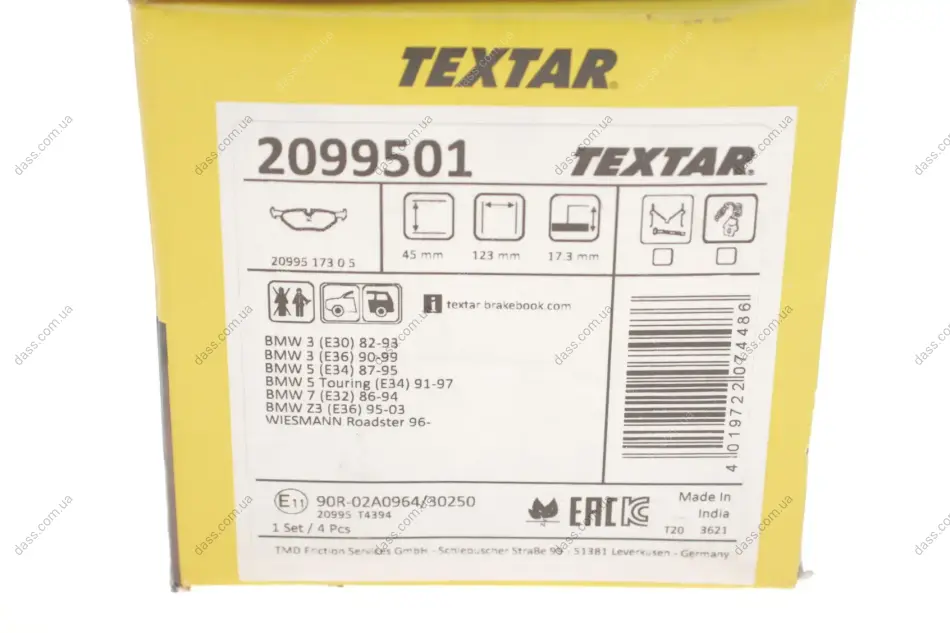 TEXTAR
2099501
TEXTAR
20995 173 0 5
45 mm
123 mm
17.3 mm
i textar brakebook.com
BMW 3 (E30) 82-93
BMW 3 (E36) 90-99
BMW 5 (E34) 87-95
BMW 5 Touring (E34) 91-97
BMW 7 (E32) 86-94
BMW Z3 (E36) 95-03
WIESMANN Roadster 96-
4 019722 074486
E11 90R-02A0964/30250
20995 T4394
1 Set / 4 Pcs
EAC
Made In
India
T20 3621
TMD Friction Services GmbH - Schlebuscher Straße 99 - 51381 Leverkusen - Germany
dass.com.ua